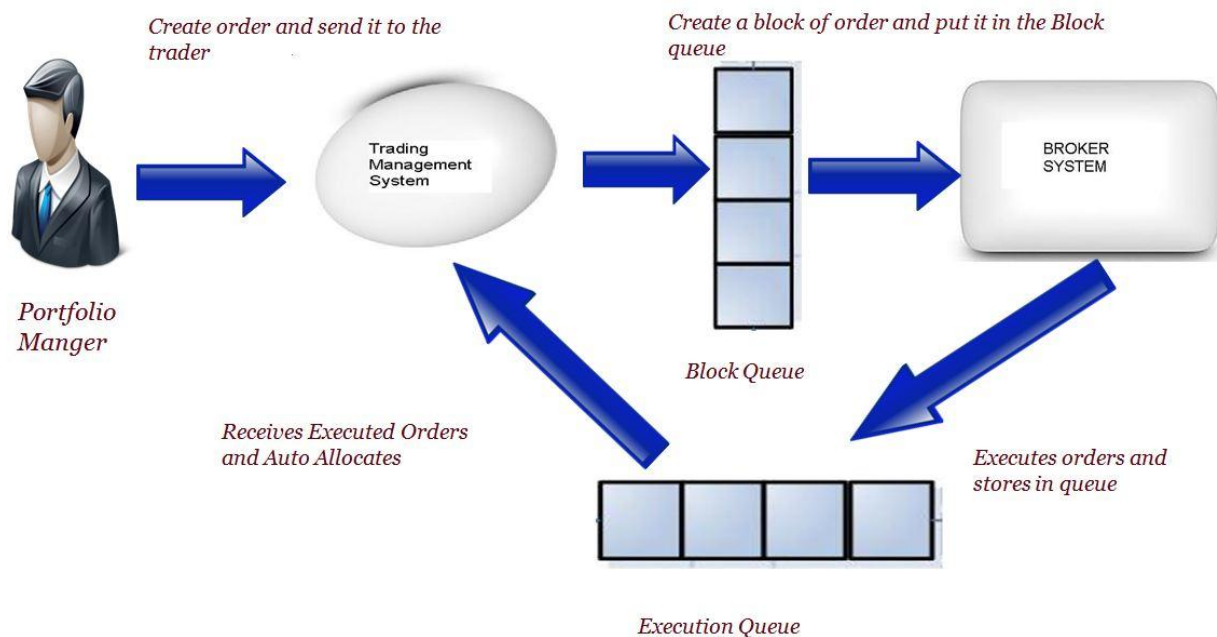 Create order and send it to the
trader
Create a block of order and put it in the Block
queue
Trading
Management
System
BROKER
SYSTEM
Portfolio
Manger
Block Queue
Receives Executed Orders
and Auto Allocates
Executes orders and
stores in queue
Execution Queue